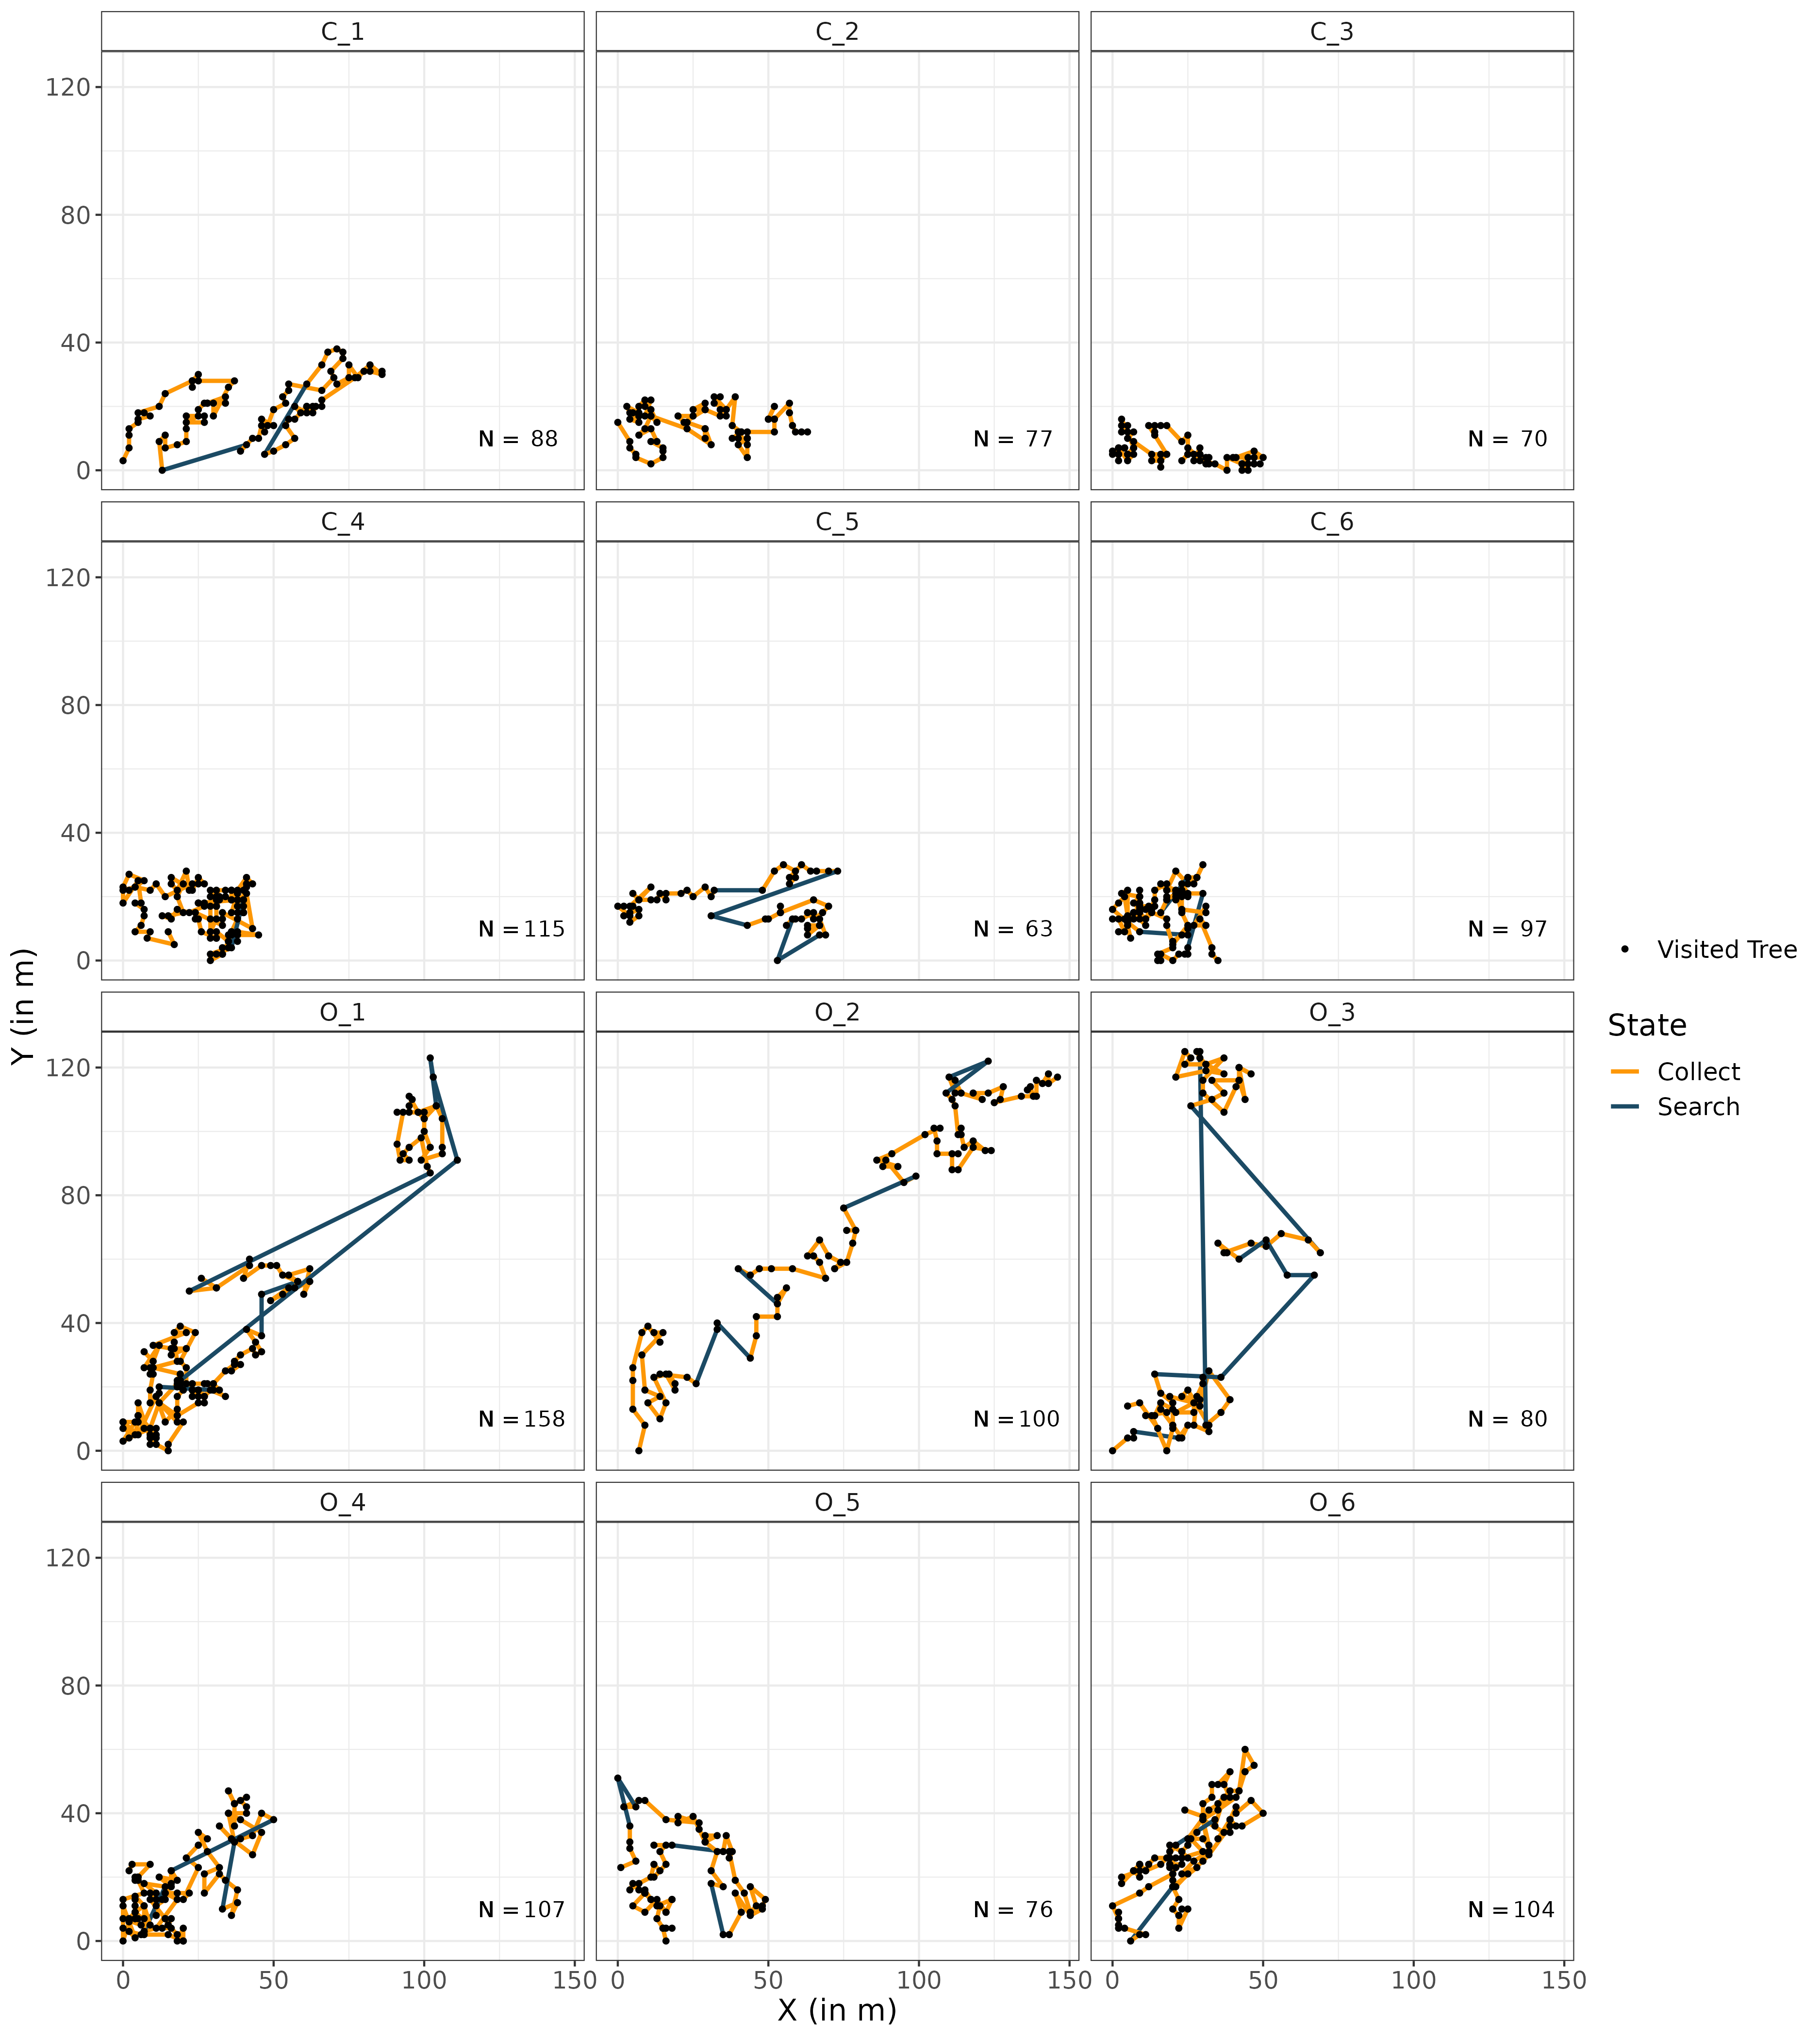 C_1 C_2 C_3
120
80
40
0
N = 88 N = 77 N = 70
C_4 C_5 C_6
120
80
40
0
N =115 N = 63 N = 97
O_1 O_2 O_3
120
80
40
0
N =158 N =100 N = 80
O_4 O_5 O_6
120
80
40
0
N =107 N = 76 N =104
0 50 100 150 0 50 100 150 0 50 100 150
X (in m)
Y (in m)
Visited Tree
State
Collect
Search